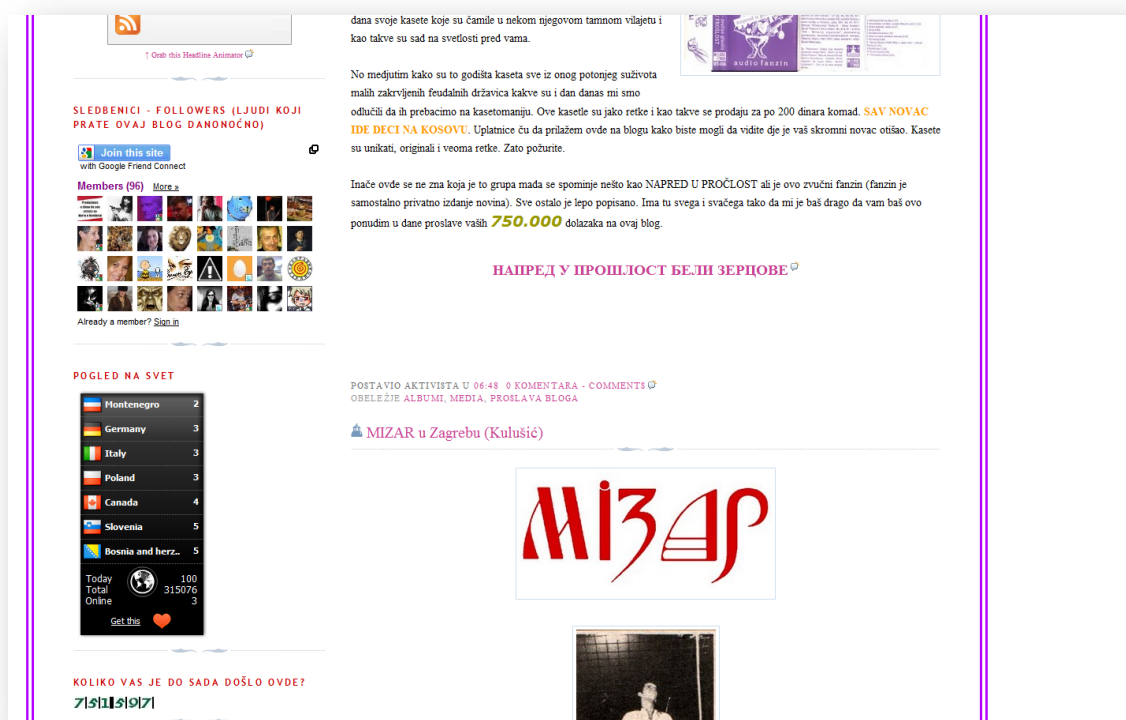 ↑ Grab this Headline Animator
SLEDBENICI - FOLLOWERS (LJUDI KOJI
PRATE OVAJ BLOG DANONOĆNO)
Join this site
with Google Friend Connect
Members (96) More »
Already a member? Sign in
POGLED NA SVET
Montenegro 2
Germany 3
Italy 3
Poland 3
Canada 4
Slovenia 5
Bosnia and herz.. 5
Today 100
Total 315076
Online 3
Get this
KOLIKO VAS JE DO SADA DOŠLO OVDE?
7|5|1|5|9|7|
dana svoje kasete koje su čamile u nekom njegovom tamnom vilajetu i
kao takve su sad na svetlosti pred vama.
audio fanzin
No medjutim kako su to godišta kaseta sve iz onog potonjeg suživota
malih zakrvljenih feudalnih državica kakve su i dan danas mi smo
odlučili da ih prebacimo na kasetomaniju. Ove kasetle su jako retke i kao takve se prodaju za po 200 dinara komad. SAV NOVAC
IDE DECI NA KOSOVU. Uplatnice ču da prilažem ovde na blogu kako biste mogli da vidite dje je vaš skromni novac otišao. Kasete
su unikati, originali i veoma retke. Zato požurite.
Inače ovde se ne zna koja je to grupa mada se spominje nešto kao NAPRED U PROČLOST ali je ovo zvučni fanzin (fanzin je
samostalno privatno izdanje novina). Sve ostalo je lepo popisano. Ima tu svega i svačega tako da mi je baš drago da vam baš ovo
ponudim u dane proslave vaših 750.000 dolazaka na ovaj blog.
НАПРЕД У ПРОШЛОСТ БЕЛИ ЗЕРЦОВЕ
POSTAVIO AKTIVISTA U 06:48 0 KOMENTARA - COMMENTS
OBELEŽJE ALBUMI, MEDIA, PROSLAVA BLOGA
MIZAR u Zagrebu (Kulušić)
МІЗАР